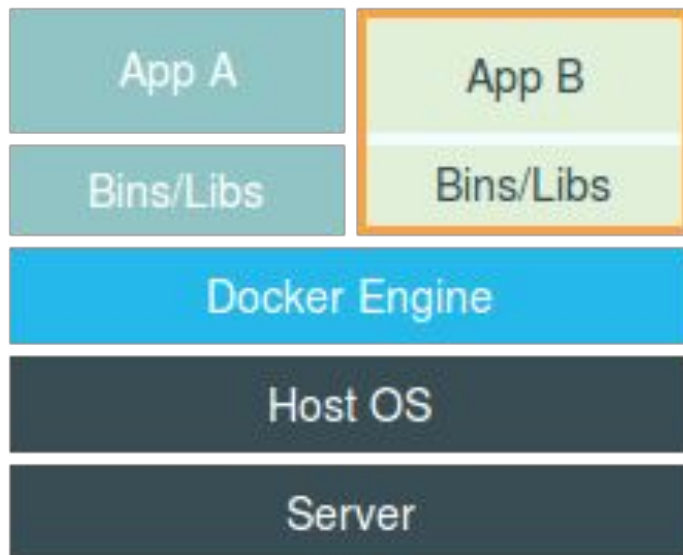 App A
App B
Bins/Libs
Bins/Libs
Docker Engine
Host OS
Server